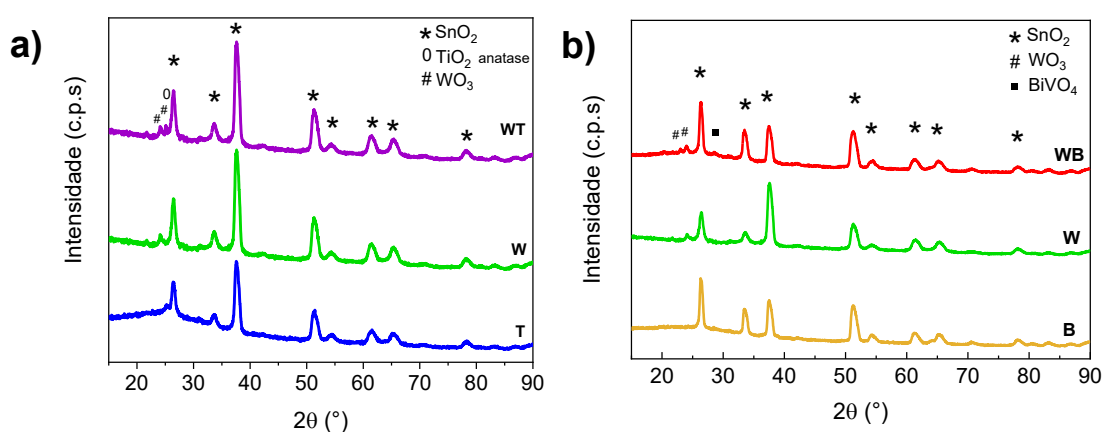 a)
* SnO2
0 TiO2 anatase
# WO3
*
*
*
*
*
*
*
*
0
#
#
WT
W
T
Intensidade (c.p.s)
20 30 40 50 60 70 80 90
2θ (°)
b)
* SnO2
# WO3
■ BiVO4
*
*
*
*
*
*
*
*
# #
■
WB
W
B
Intensidade (c.p.s)
20 30 40 50 60 70 80 90
2θ (°)